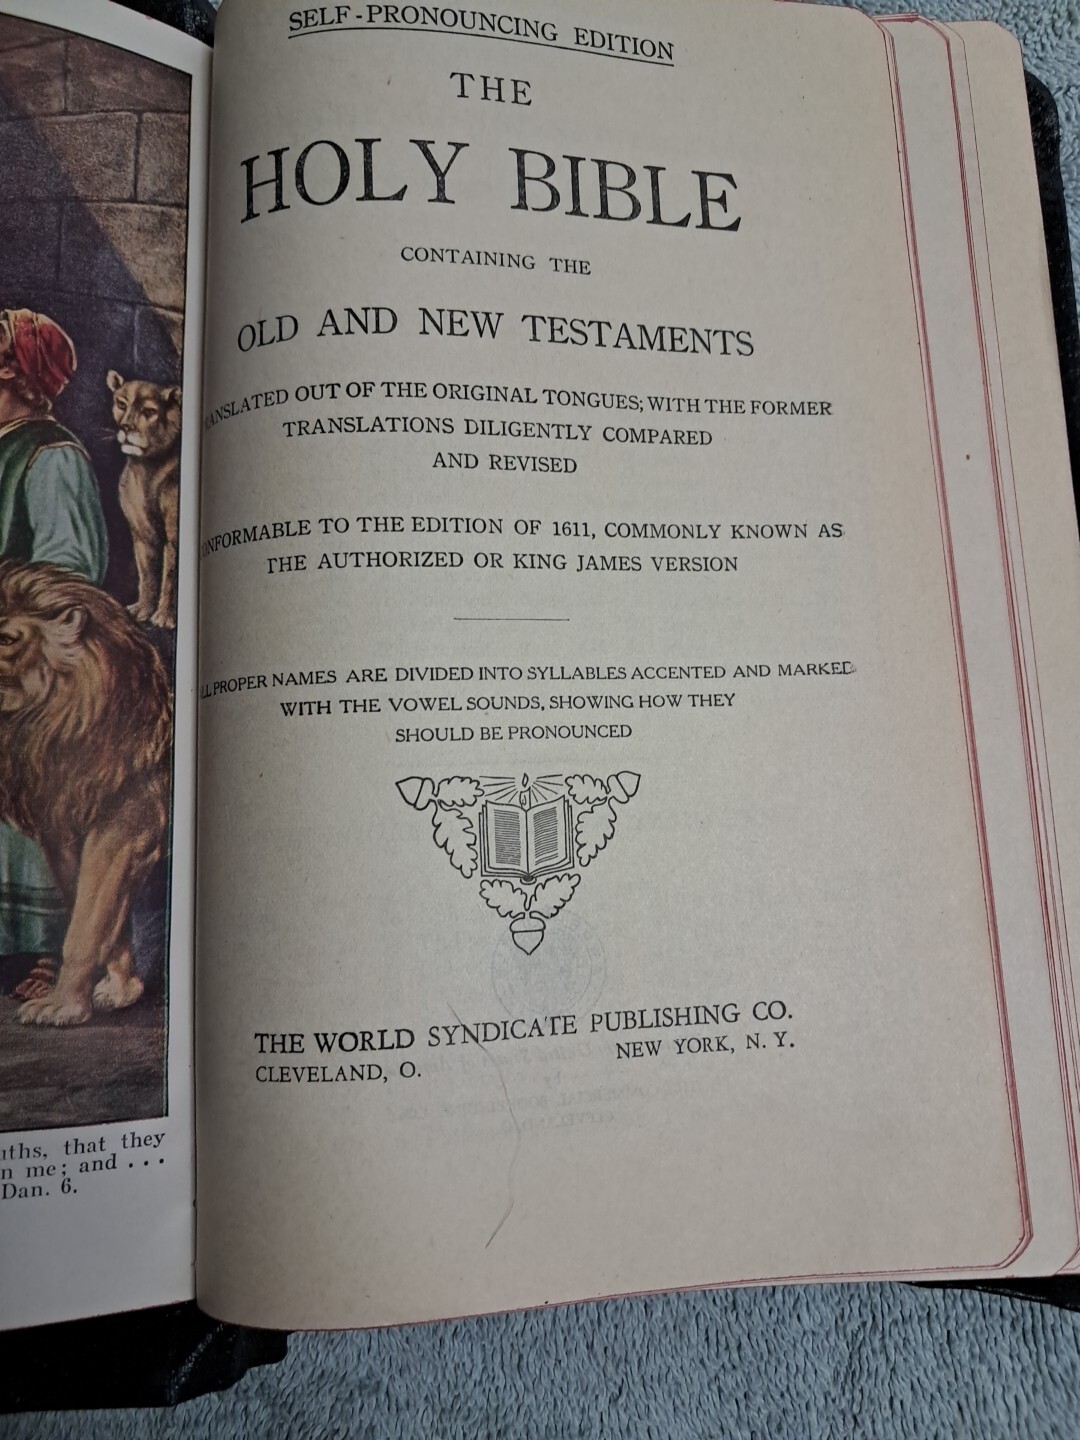 SELF-PRONOUNCING EDITION
THE
HOLY BIBLE
CONTAINING THE
OLD AND NEW TESTAMENTS
TRANSLATED OUT OF THE ORIGINAL TONGUES; WITH THE FORMER
TRANSLATIONS DILIGENTLY COMPARED
AND REVISED
CONFORMABLE TO THE EDITION OF 1611, COMMONLY KNOWN AS
THE AUTHORIZED OR KING JAMES VERSION
ALL PROPER NAMES ARE DIVIDED INTO SYLLABLES ACCENTED AND MARKED
WITH THE VOWEL SOUNDS, SHOWING HOW THEY
SHOULD BE PRONOUNCED
THE WORLD SYNDICATE PUBLISHING CO.
CLEVELAND, O. NEW YORK, N. Y.
that they
me; and . . .
Dan. 6.